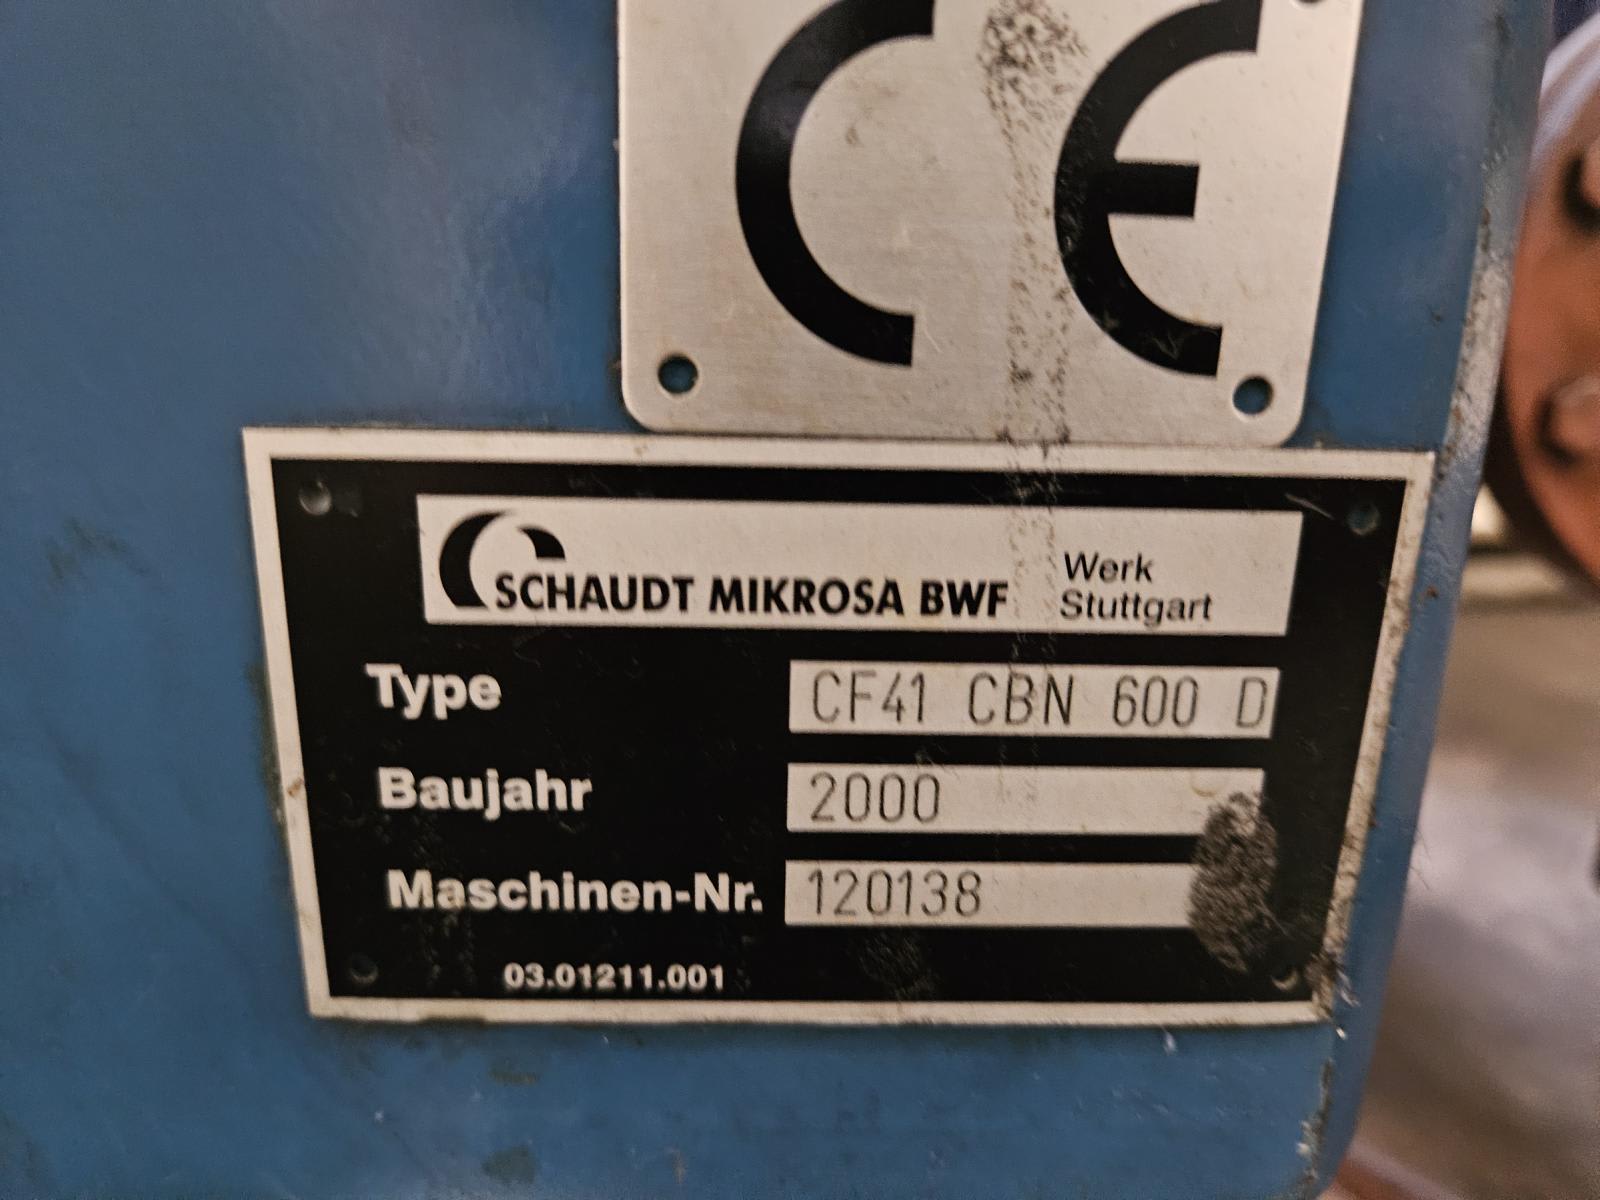 CE
SCHAUDT MIKROSA BWF
Werk
Stuttgart
Type CF41 CBN 600 D
Baujahr 2000
Maschinen-Nr. 120138
03.01211.001